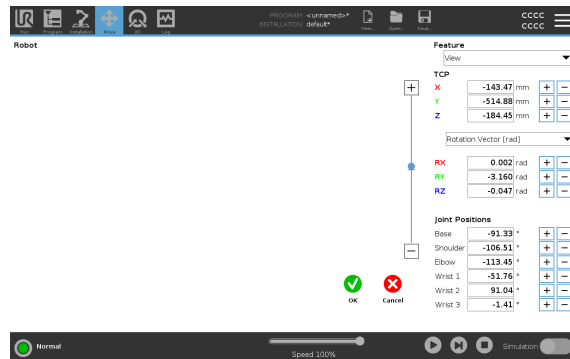 Run Program Installation Move I/O Log
PROGRAM <unnamed>*
INSTALLATION default*
New... Open... Save...
cccc
cccc
Robot
Feature
View
TCP
X -143.47 mm + −
Y -514.88 mm + −
Z -184.45 mm + −
Rotation Vector [rad]
RX 0.002 rad + −
RY -3.160 rad + −
RZ -0.047 rad + −
Joint Positions
Base -91.33 ° + −
Shoulder -106.51 ° + −
Elbow -113.45 ° + −
Wrist 1 -51.76 ° + −
Wrist 2 91.04 ° + −
Wrist 3 -1.41 ° + −
+
−
OK Cancel
Normal
Speed 100%
Simulation